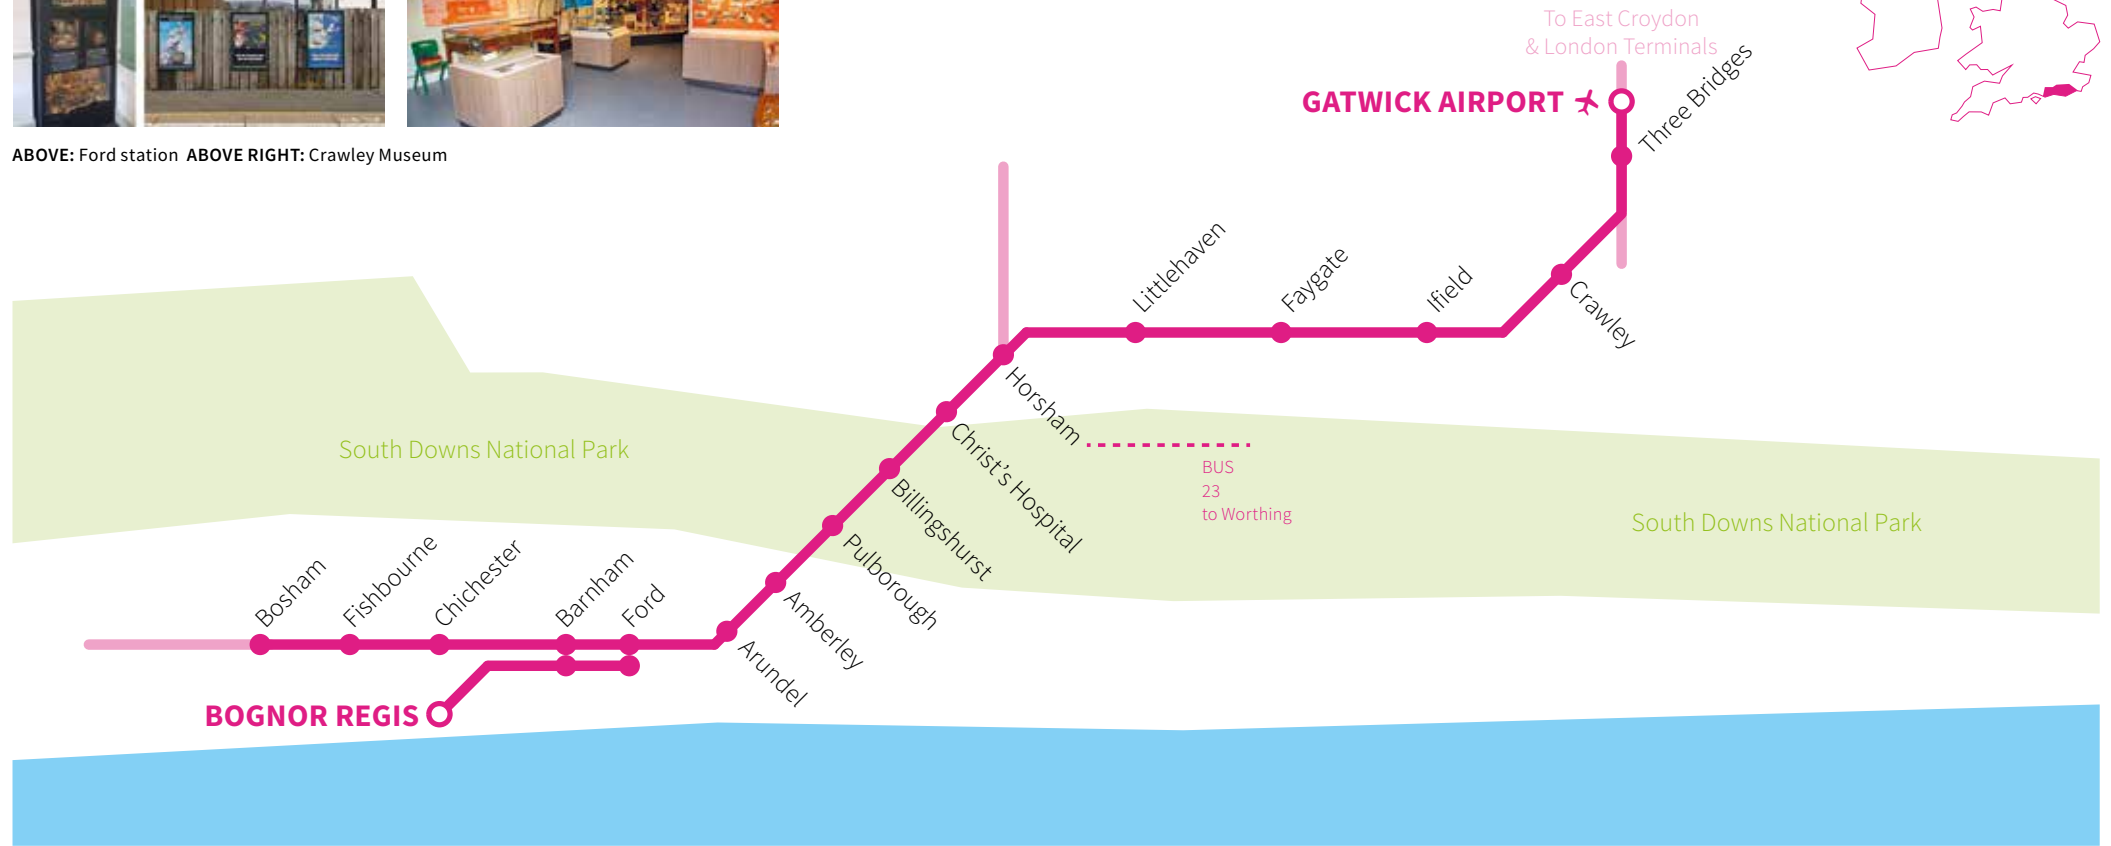 To East Croydon
& London Terminals
GATWICK AIRPORT
Three Bridges
ABOVE: Ford station ABOVE RIGHT: Crawley Museum
Littlehaven
Faygate
Ifield
Crawley
Horsham
Christ's Hospital
BUS
23
to Worthing
South Downs National Park
South Downs National Park
Billingshurst
Pulborough
Amberley
Arundel
Bosham
Fishbourne
Chichester
Barnham
Ford
BOGNOR REGIS